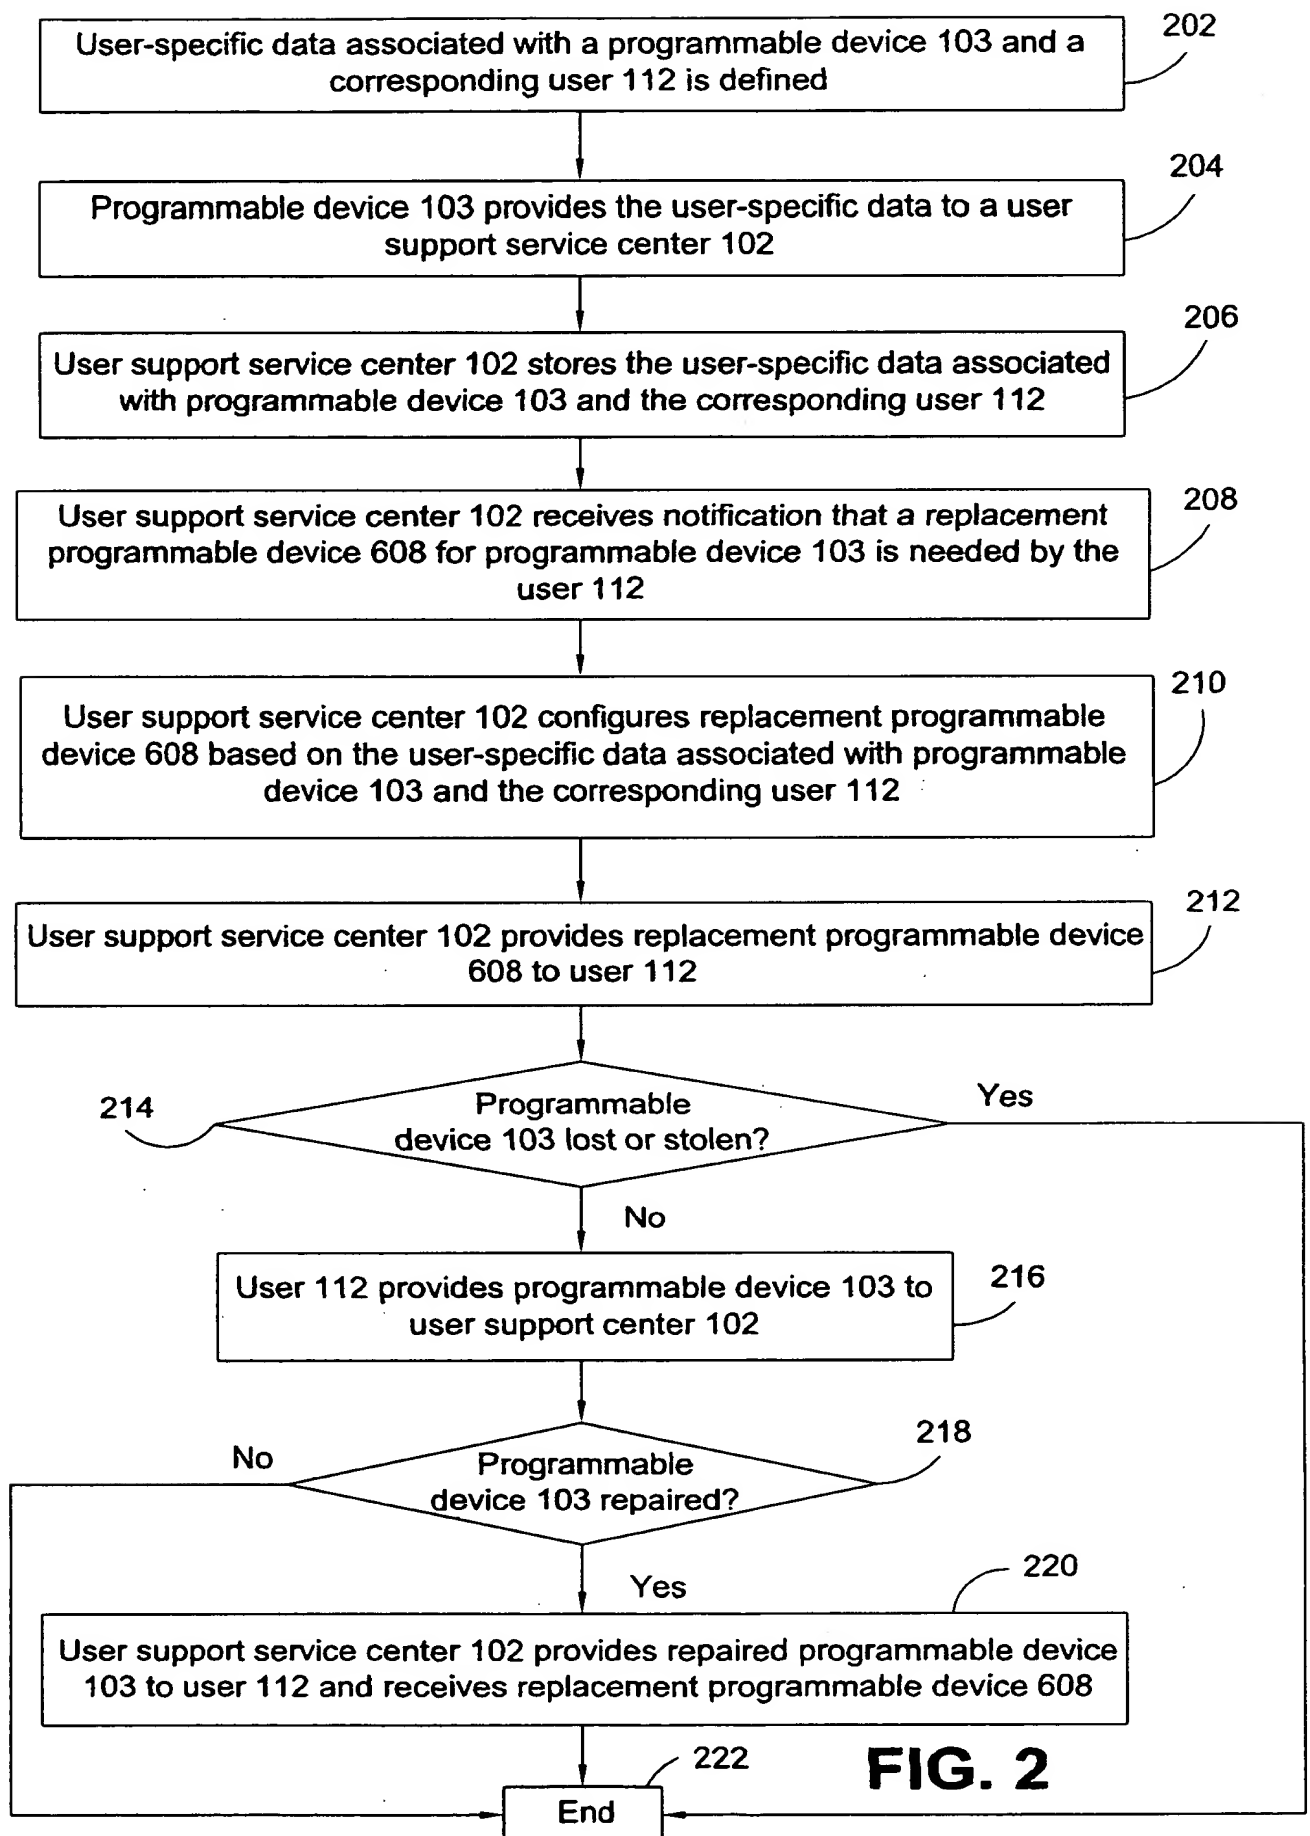 User-specific data associated with a programmable device 103 and a
corresponding user 112 is defined
202
Programmable device 103 provides the user-specific data to a user
support service center 102
204
User support service center 102 stores the user-specific data associated
with programmable device 103 and the corresponding user 112
206
User support service center 102 receives notification that a replacement
programmable device 608 for programmable device 103 is needed by the
user 112
208
User support service center 102 configures replacement programmable
device 608 based on the user-specific data associated with programmable
device 103 and the corresponding user 112
210
User support service center 102 provides replacement programmable device
608 to user 112
212
214
Programmable
device 103 lost or stolen?
Yes
No
User 112 provides programmable device 103 to
user support center 102
216
No
Programmable
device 103 repaired?
218
Yes
220
User support service center 102 provides repaired programmable device
103 to user 112 and receives replacement programmable device 608
222
FIG. 2
End